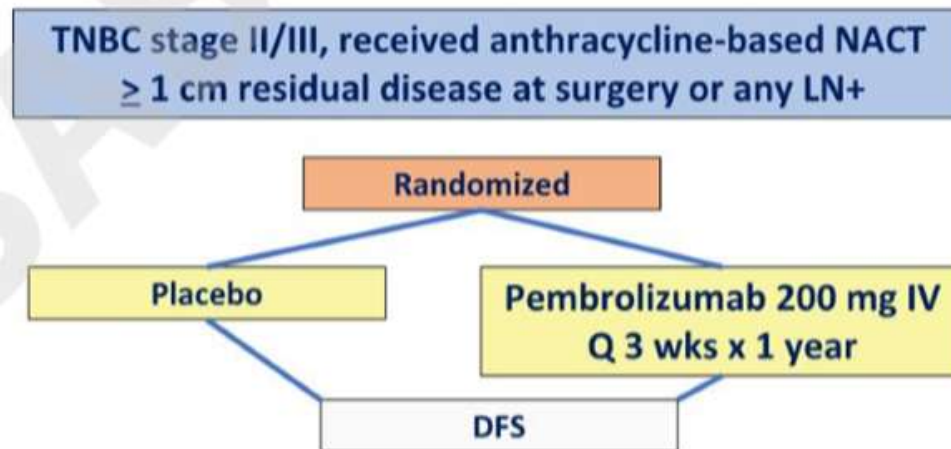 TNBC stage II/III, received anthracycline-based NACT
≥ 1 cm residual disease at surgery or any LN+
Randomized
Placebo
Pembrolizumab 200 mg IV
Q 3 wks x 1 year
DFS